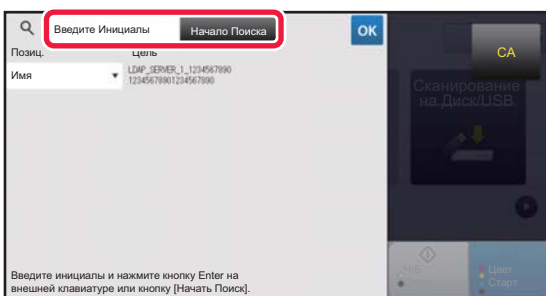 Введите Инициалы Начало Поиска OK
CA
Позиц. Цель
Имя LDAP_SERVER_1_1234567890
12345678901234567890
Сканирование
на Диск/USB.
Ч/Б
Старт
Цвет
Старт
Введите инициалы и нажмите кнопку Enter на
внешней клавиатуре или кнопку [Начать Поиск].